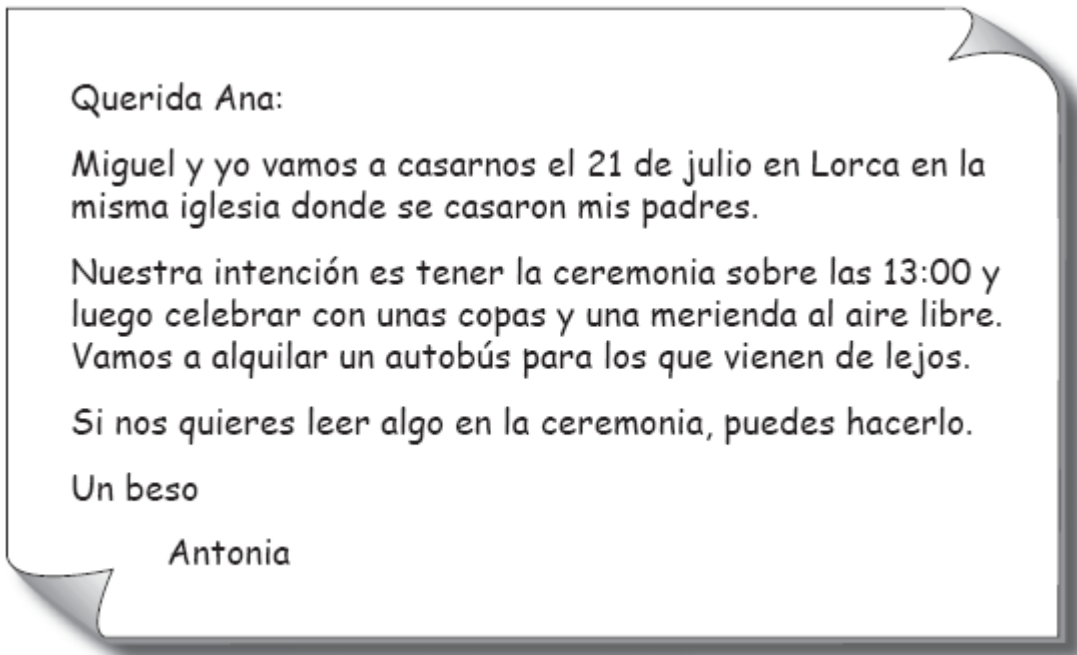 Querida Ana:
Miguel y yo vamos a casarnos el 21 de julio en Lorca en la
misma iglesia donde se casaron mis padres.
Nuestra intención es tener la ceremonia sobre las 13:00 y
luego celebrar con unas copas y una merienda al aire libre.
Vamos a alquilar un autobús para los que vienen de lejos.
Si nos quieres leer algo en la ceremonia, puedes hacerlo.
Un beso
Antonia